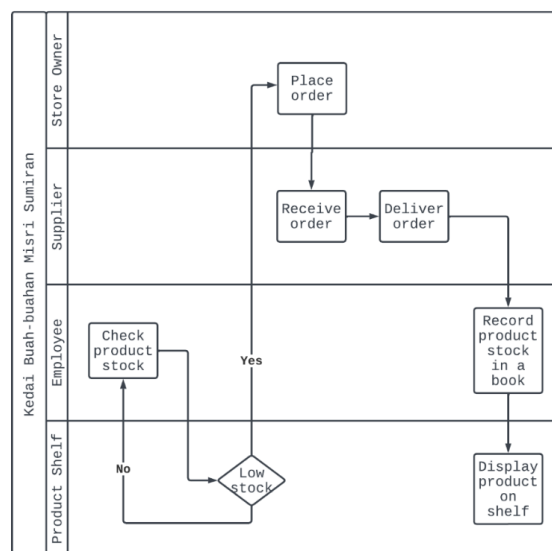 Kedai Buah-buahan Misri Sumiran
Store Owner
Place
order
Supplier
Receive
order
Deliver
order
Employee
Check
product
stock
Yes
Record
product
stock
in a
book
Product Shelf
No
Low
stock
Display
product
on
shelf